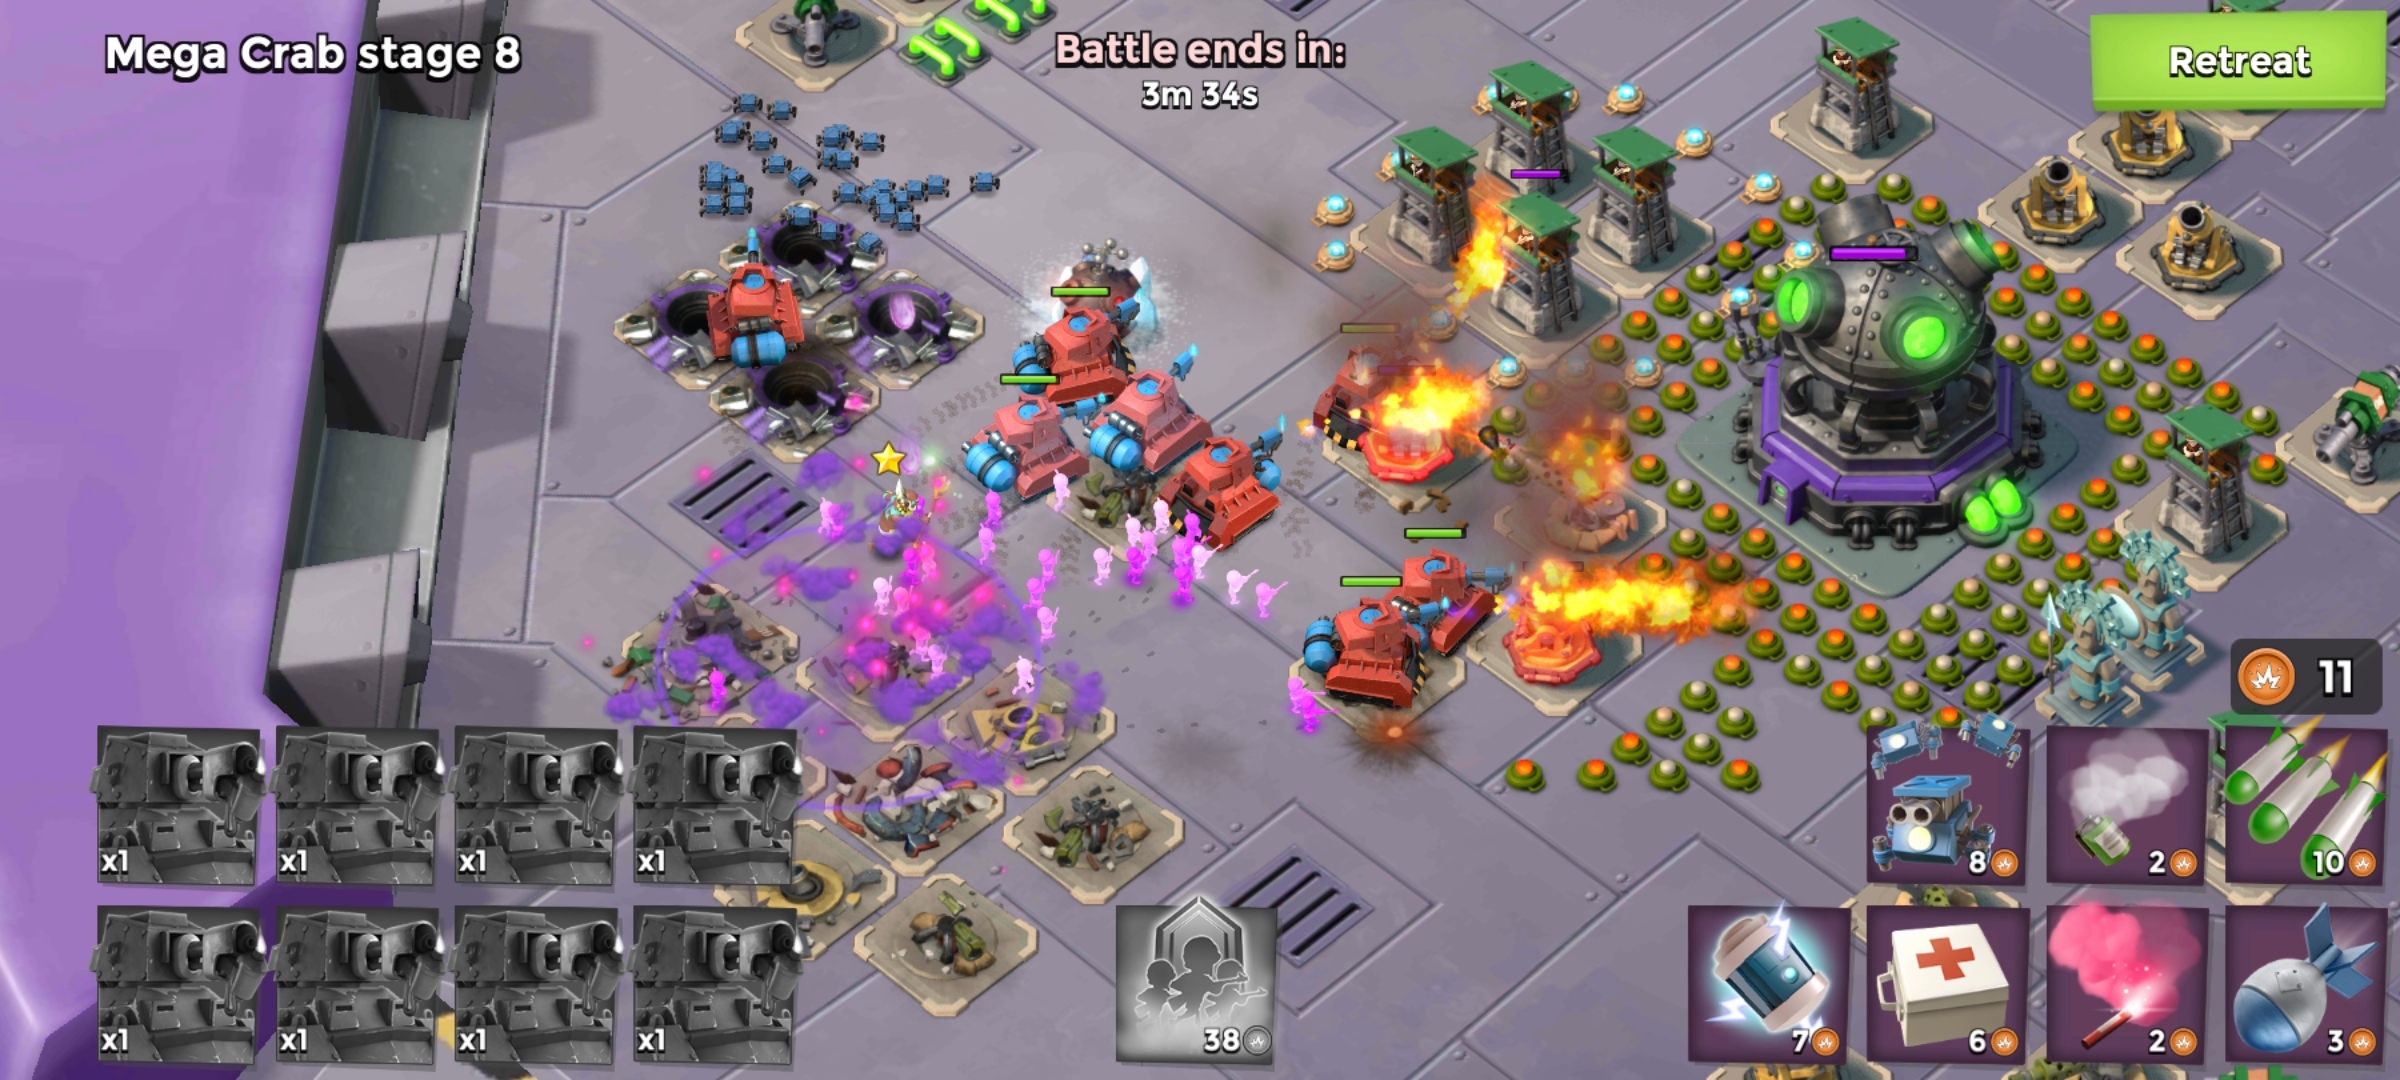 Mega Crab stage 8
Battle ends in:
3m 34s
Retreat
11
x1 x1 x1 x1
8 2 10
x1 x1 x1 x1
38
7 6 2 3